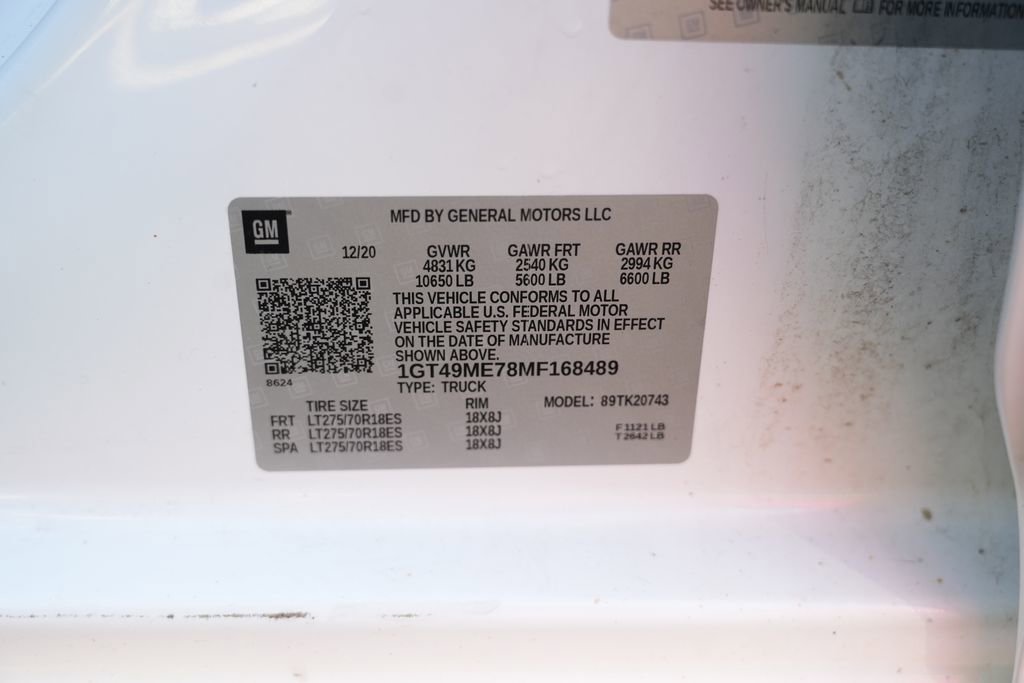 SEE OWNER'S MANUAL FOR MORE INFORMATION
GM
MFD BY GENERAL MOTORS LLC
12/20 GVWR GAWR FRT GAWR RR
4831 KG 2540 KG 2994 KG
10650 LB 5600 LB 6600 LB
THIS VEHICLE CONFORMS TO ALL
APPLICABLE U.S. FEDERAL MOTOR
VEHICLE SAFETY STANDARDS IN EFFECT
ON THE DATE OF MANUFACTURE
SHOWN ABOVE.
1GT49ME78MF168489
8624
TYPE: TRUCK
TIRE SIZE RIM MODEL: 89TK20743
FRT LT275/70R18ES 18X8J
RR LT275/70R18ES 18X8J
SPA LT275/70R18ES 18X8J
F 1121 LB
T 2642 LB